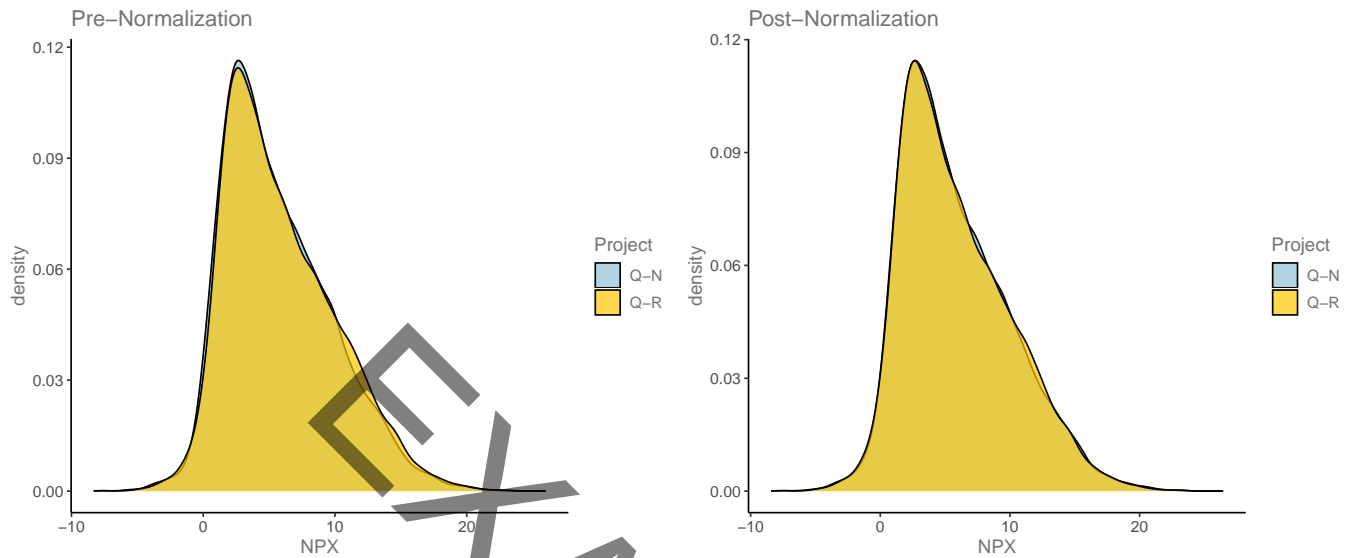 Pre−Normalization
0.12
0.09
0.06
0.03
0.00
density
−10 0 10 20
NPX
Project
Q−N
Q−R
Post−Normalization
0.12
0.09
0.06
0.03
0.00
density
−10 0 10 20
NPX
Project
Q−N
Q−R
EX